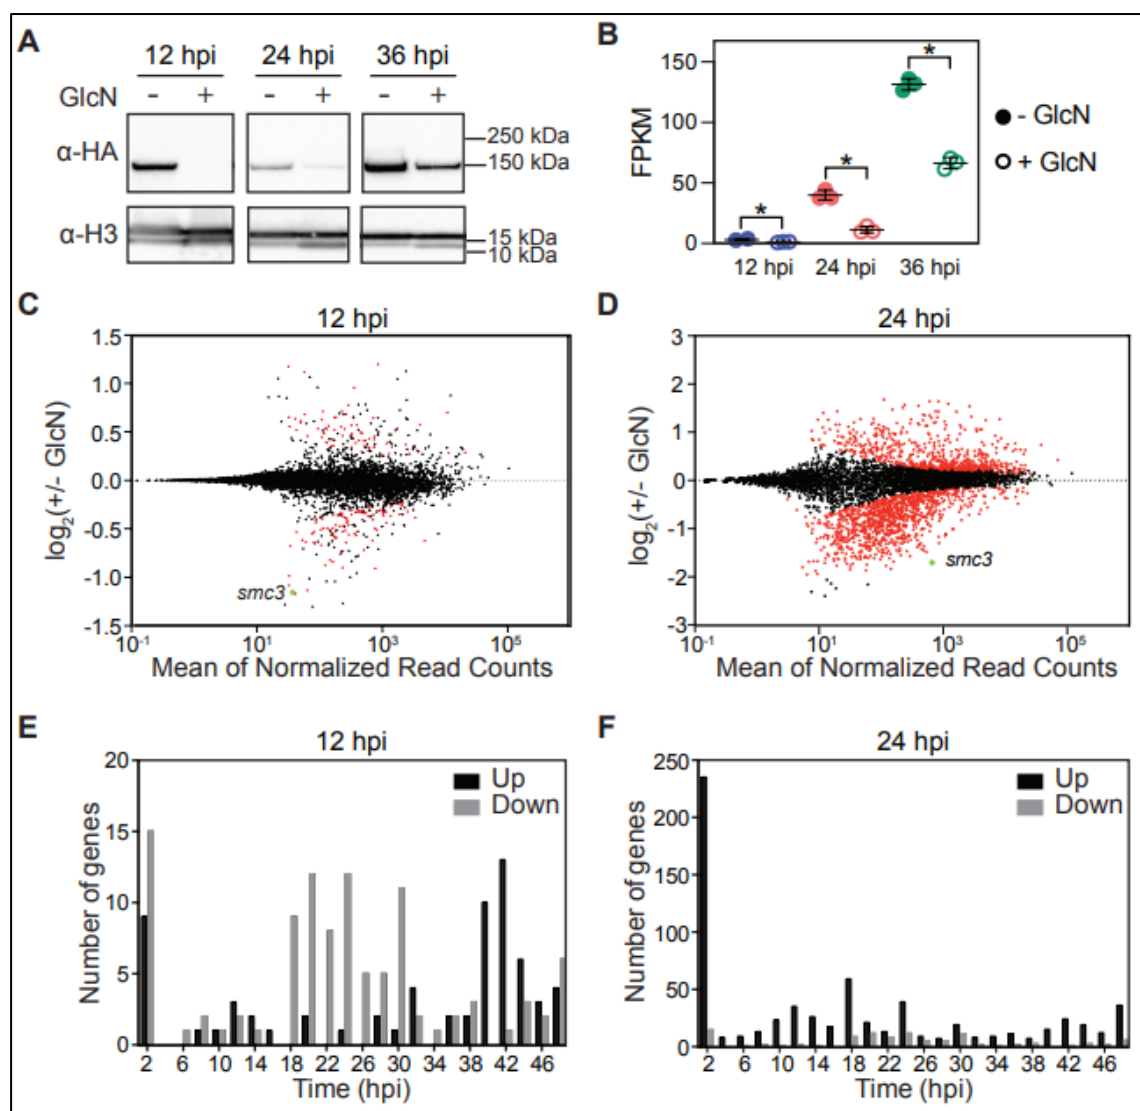 A
12 hpi 24 hpi 36 hpi
GlcN - + - + - +
α-HA
250 kDa
150 kDa
α-H3
15 kDa
10 kDa
B
FPKM
150
100
50
0
* * *
12 hpi 24 hpi 36 hpi
- GlcN
+ GlcN
C
12 hpi
log2(+/- GlcN)
1.5
1.0
0.5
0.0
-0.5
-1.0
-1.5
smc3
10-1 101 103 105
Mean of Normalized Read Counts
D
24 hpi
log2(+/- GlcN)
3
2
1
0
-1
-2
-3
smc3
10-1 101 103 105
Mean of Normalized Read Counts
E
12 hpi
Number of genes
20
15
10
5
0
Up
Down
2 6 10 14 18 22 26 30 34 38 42 46
Time (hpi)
F
24 hpi
Number of genes
250
200
150
100
50
0
Up
Down
2 6 10 14 18 22 26 30 34 38 42 46
Time (hpi)